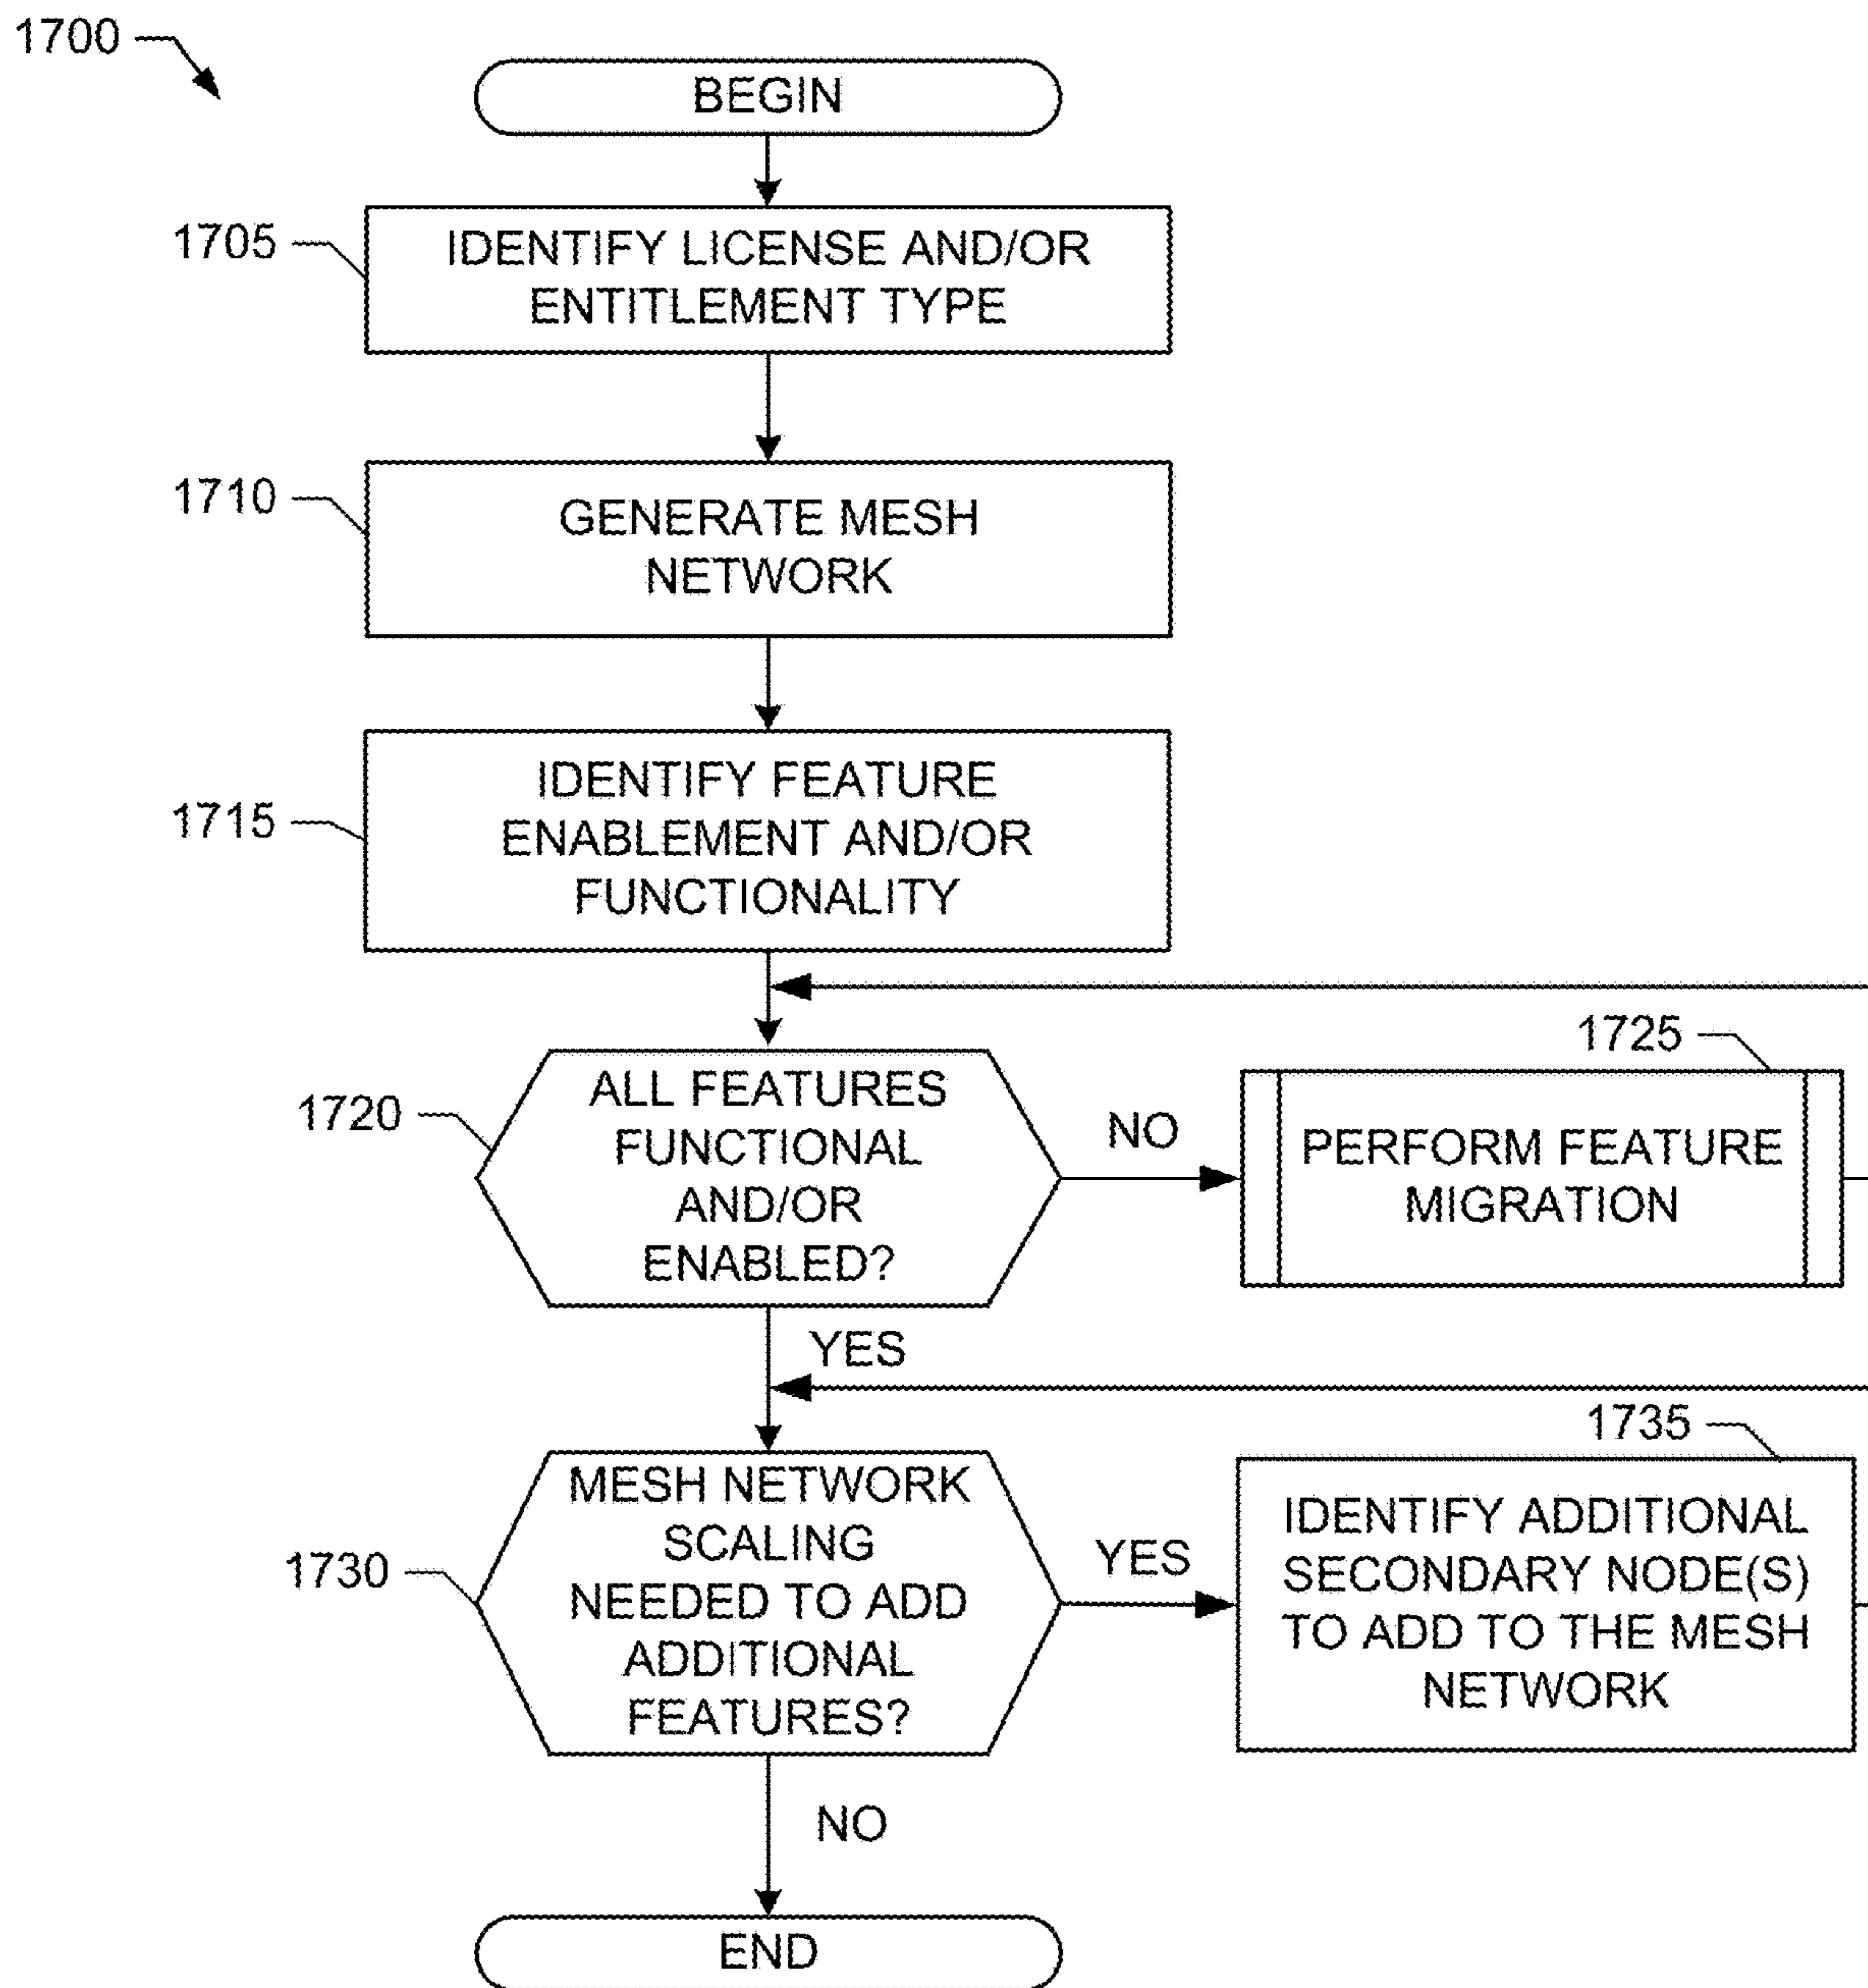 1700
BEGIN
1705
IDENTIFY LICENSE AND/OR
ENTITLEMENT TYPE
1710
GENERATE MESH
NETWORK
1715
IDENTIFY FEATURE
ENABLEMENT AND/OR
FUNCTIONALITY
1720
ALL FEATURES
FUNCTIONAL
AND/OR
ENABLED?
NO
1725
PERFORM FEATURE
MIGRATION
YES
1730
MESH NETWORK
SCALING
NEEDED TO ADD
ADDITIONAL
FEATURES?
YES
1735
IDENTIFY ADDITIONAL
SECONDARY NODE(S)
TO ADD TO THE MESH
NETWORK
NO
END